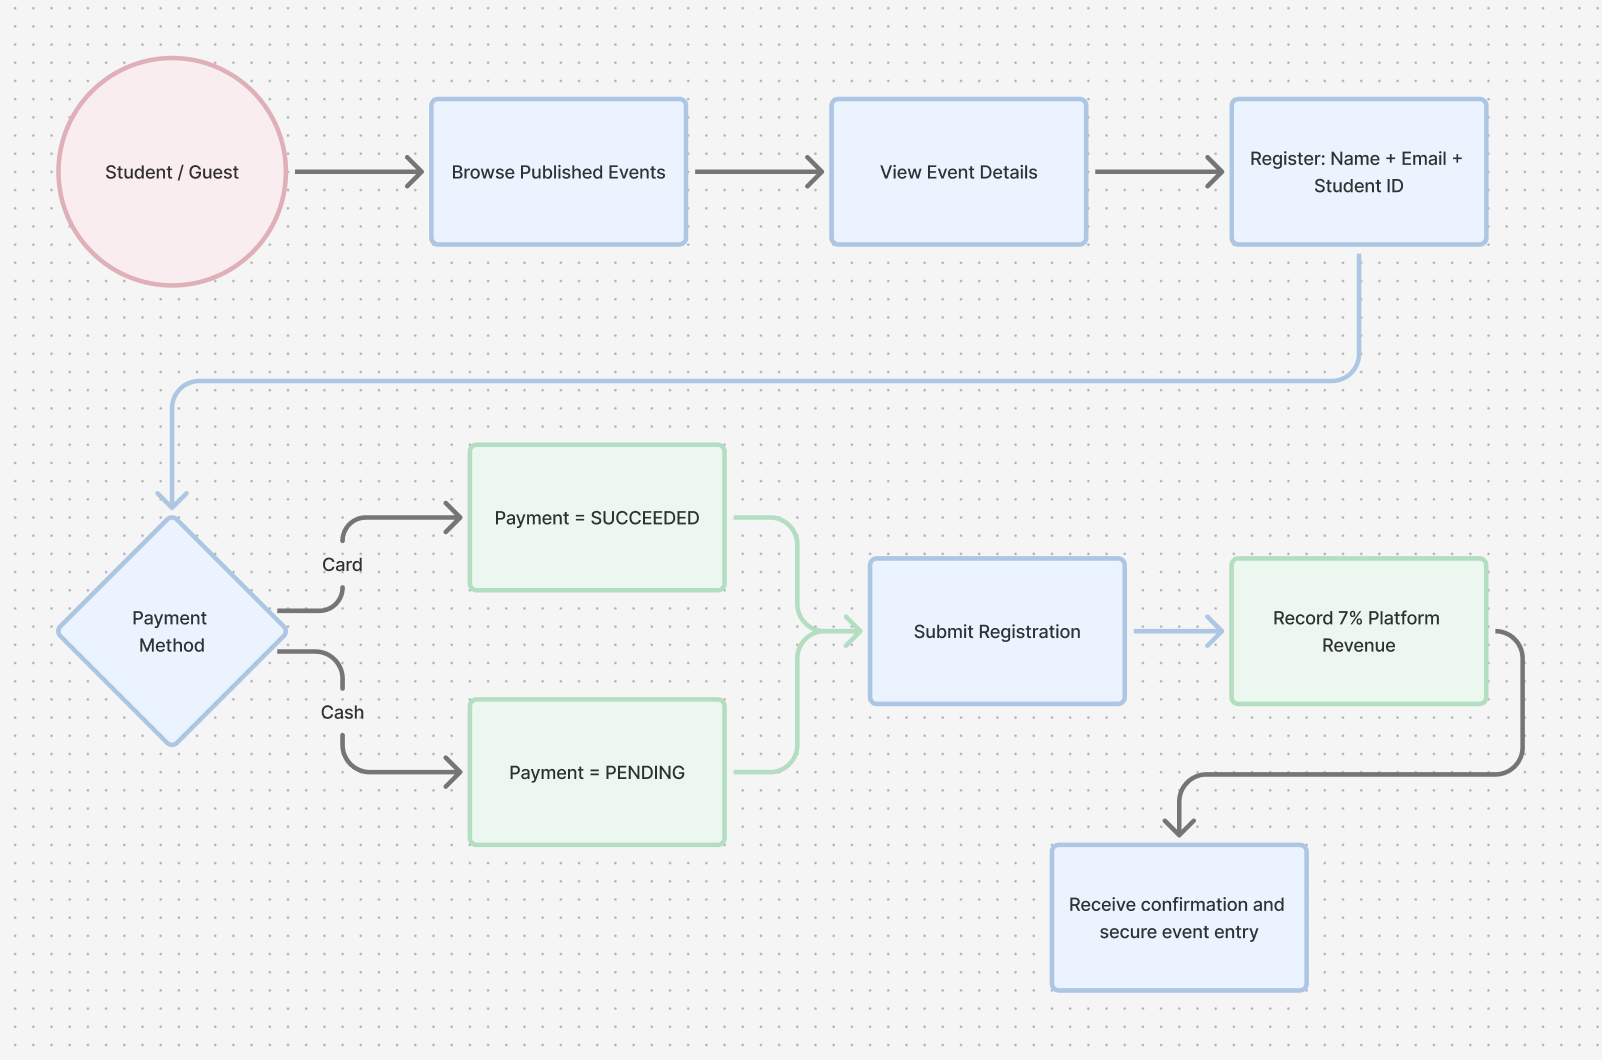 Student / Guest
Browse Published Events
View Event Details
Register: Name + Email +
Student ID
Payment
Method
Card
Cash
Payment = SUCCEEDED
Payment = PENDING
Submit Registration
Record 7% Platform
Revenue
Receive confirmation and
secure event entry